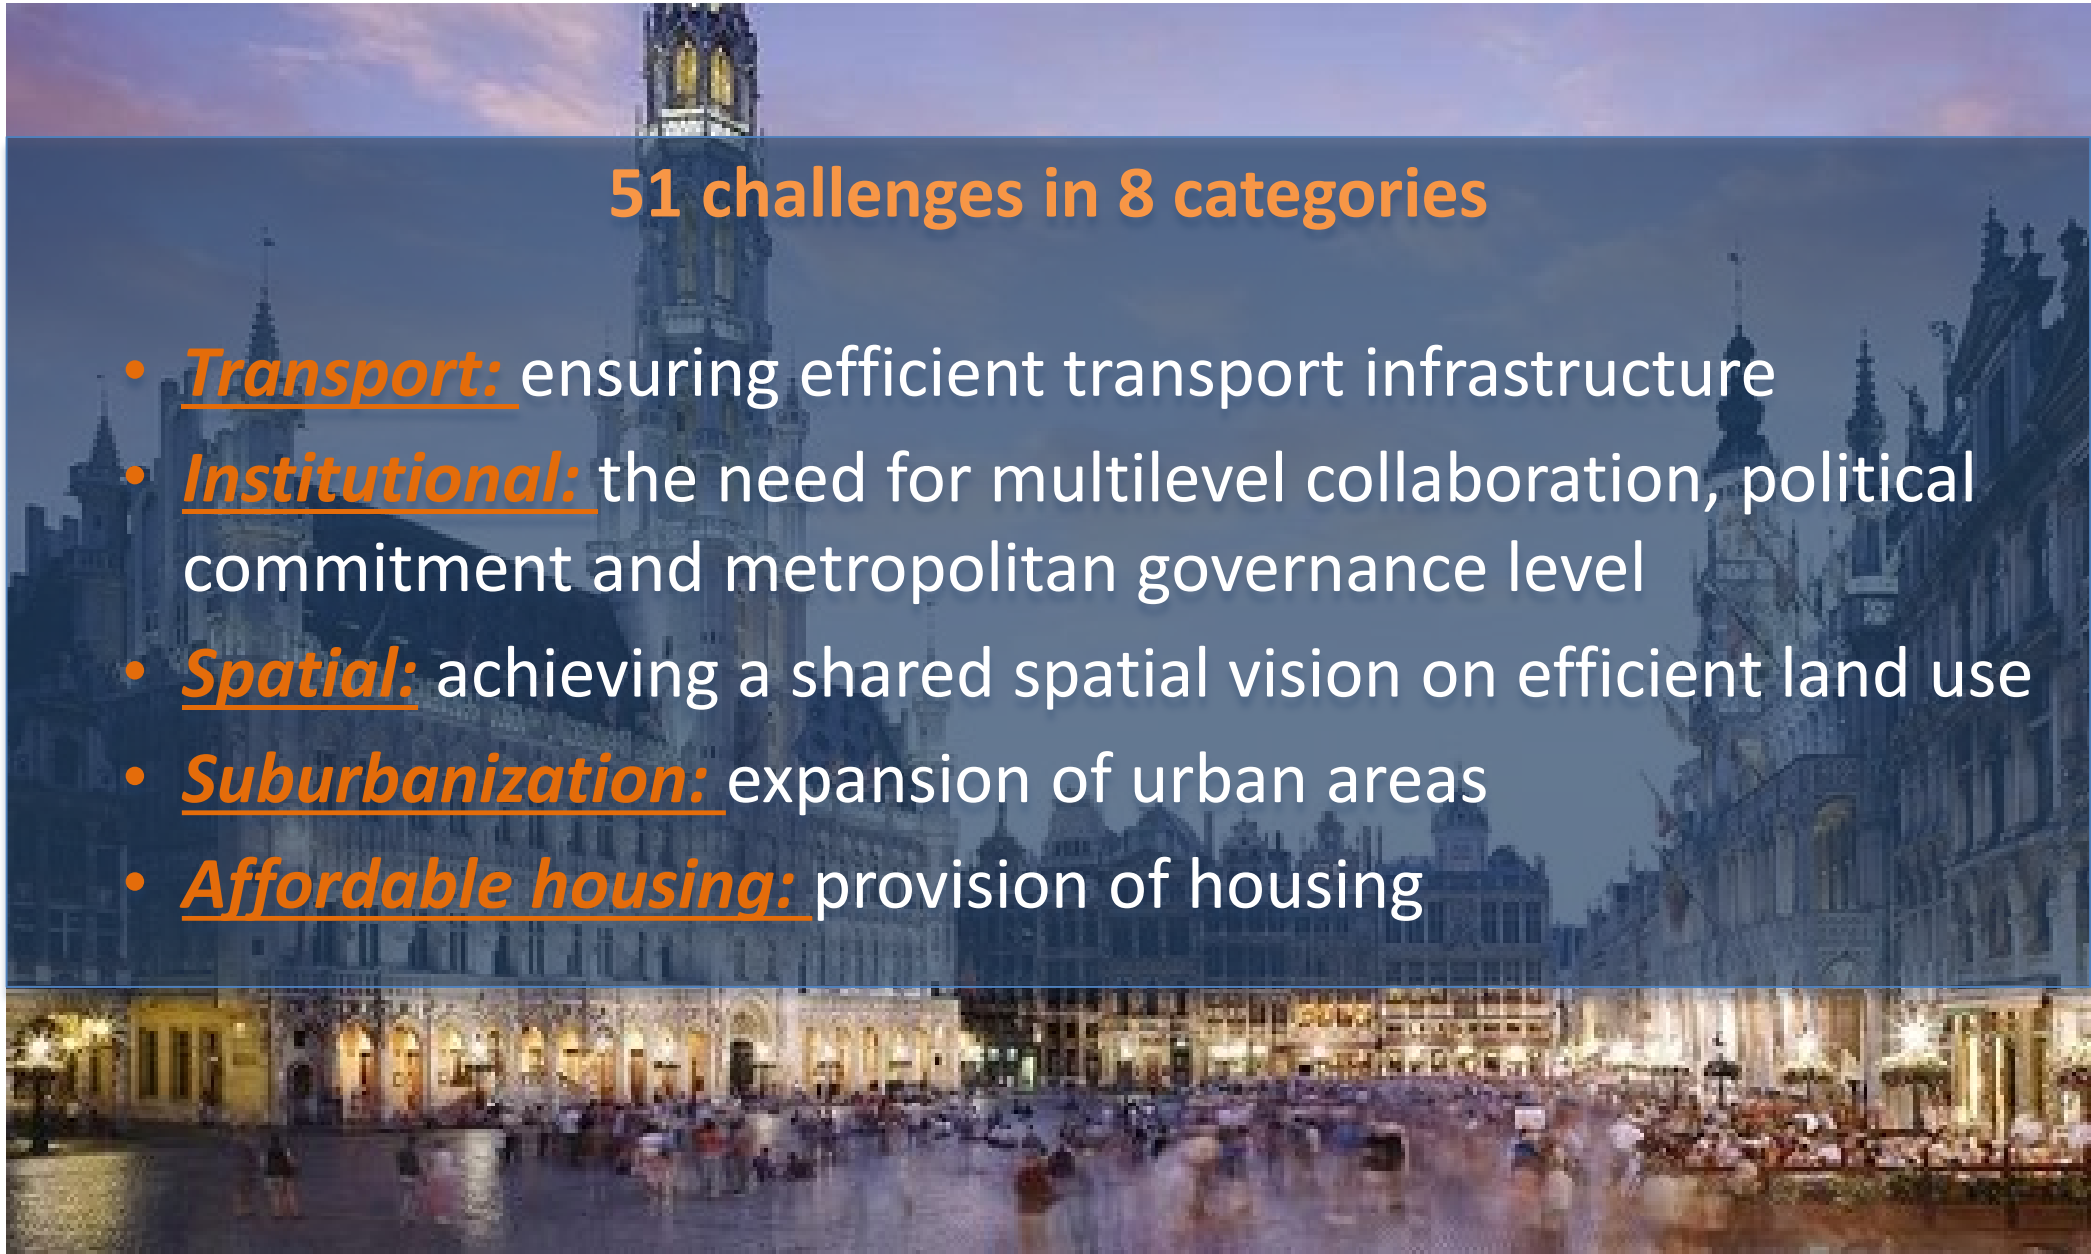 51 challenges in 8 categories
• Transport: ensuring efficient transport infrastructure
• Institutional: the need for multilevel collaboration, political
commitment and metropolitan governance level
• Spatial: achieving a shared spatial vision on efficient land use
• Suburbanization: expansion of urban areas
• Affordable housing: provision of housing